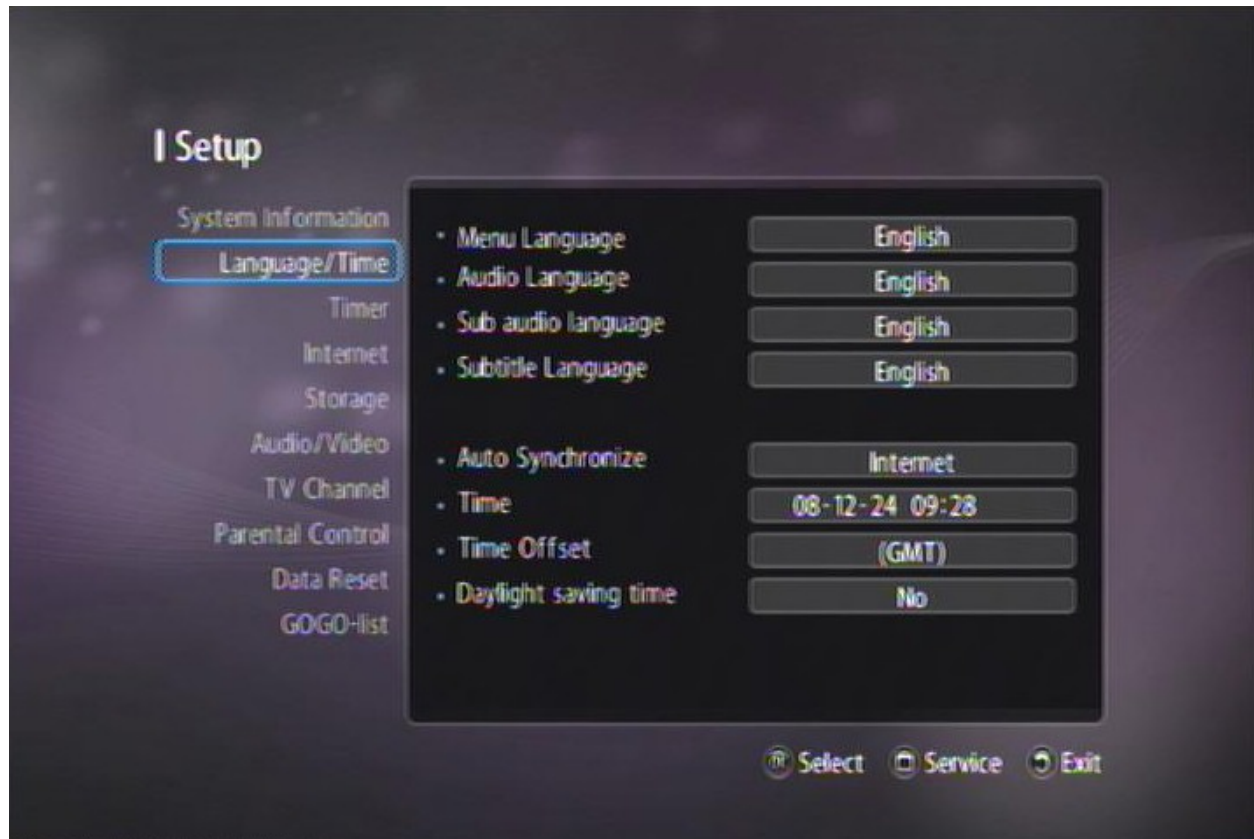 Setup
System Information
Language/Time
Timer
Internet
Storage
Audio/Video
TV Channel
Parental Control
Data Reset
GOGO-list
Menu Language English
Audio Language English
Sub audio language English
Subtitle Language English
Auto Synchronize Internet
Time 08-12-24 09:28
Time Offset (GMT)
Daylight saving time No
Select Service Exit